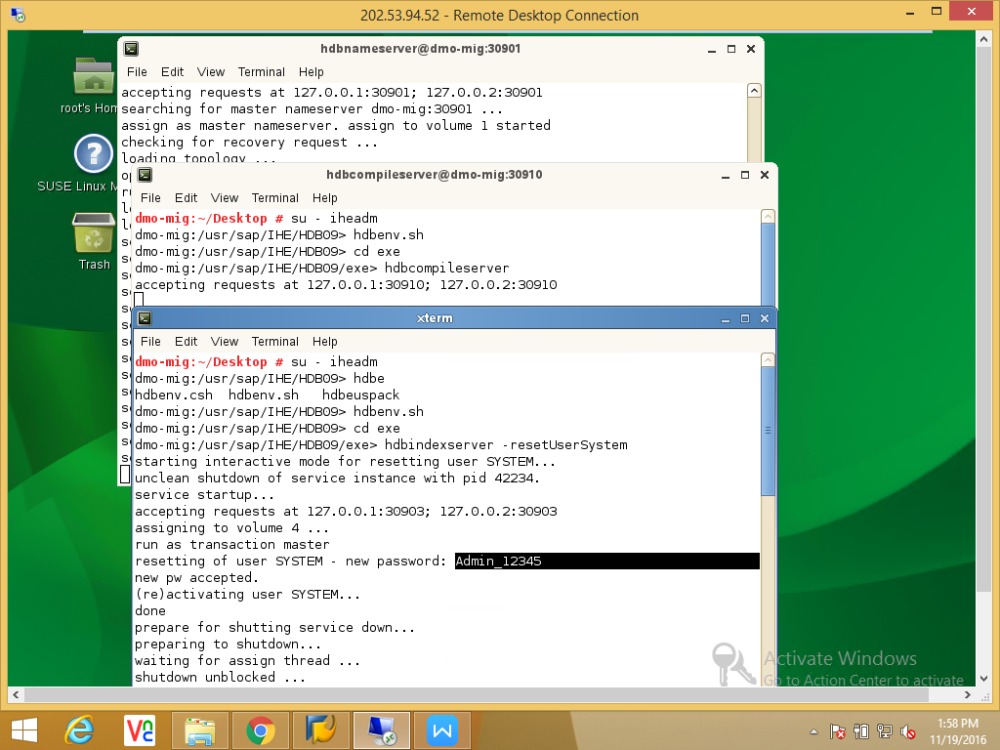 202.53.94.52 - Remote Desktop Connection
root's Hom
SUSE Linux M
Trash
hdbnameserver@dmo-mig:30901
File Edit View Terminal Help
accepting requests at 127.0.0.1:30901; 127.0.0.2:30901
searching for master nameserver dmo-mig:30901 ...
assign as master nameserver. assign to volume 1 started
checking for recovery request ...
loading topology ...
hdbcompileserver@dmo-mig:30910
File Edit View Terminal Help
dmo-mig:~/Desktop # su - iheadm
dmo-mig:/usr/sap/IHE/HDB09> hdbenv.sh
dmo-mig:/usr/sap/IHE/HDB09> cd exe
dmo-mig:/usr/sap/IHE/HDB09/exe> hdbcompileserver
accepting requests at 127.0.0.1:30910; 127.0.0.2:30910
xterm
File Edit View Terminal Help
dmo-mig:~/Desktop # su - iheadm
dmo-mig:/usr/sap/IHE/HDB09> hdbe
hdbenv.csh hdbenv.sh hdbeuspack
dmo-mig:/usr/sap/IHE/HDB09> hdbenv.sh
dmo-mig:/usr/sap/IHE/HDB09> cd exe
dmo-mig:/usr/sap/IHE/HDB09/exe> hdbindexserver -resetUserSystem
starting interactive mode for resetting user SYSTEM...
unclean shutdown of service instance with pid 42234.
service startup...
accepting requests at 127.0.0.1:30903; 127.0.0.2:30903
assigning to volume 4 ...
run as transaction master
resetting of user SYSTEM - new password: Admin_12345
new pw accepted.
(re)activating user SYSTEM...
done
prepare for shutting service down...
preparing to shutdown...
waiting for assign thread ...
shutdown unblocked ...
Activate Windows
Go to Action Center to activate
1:58 PM
11/19/2016